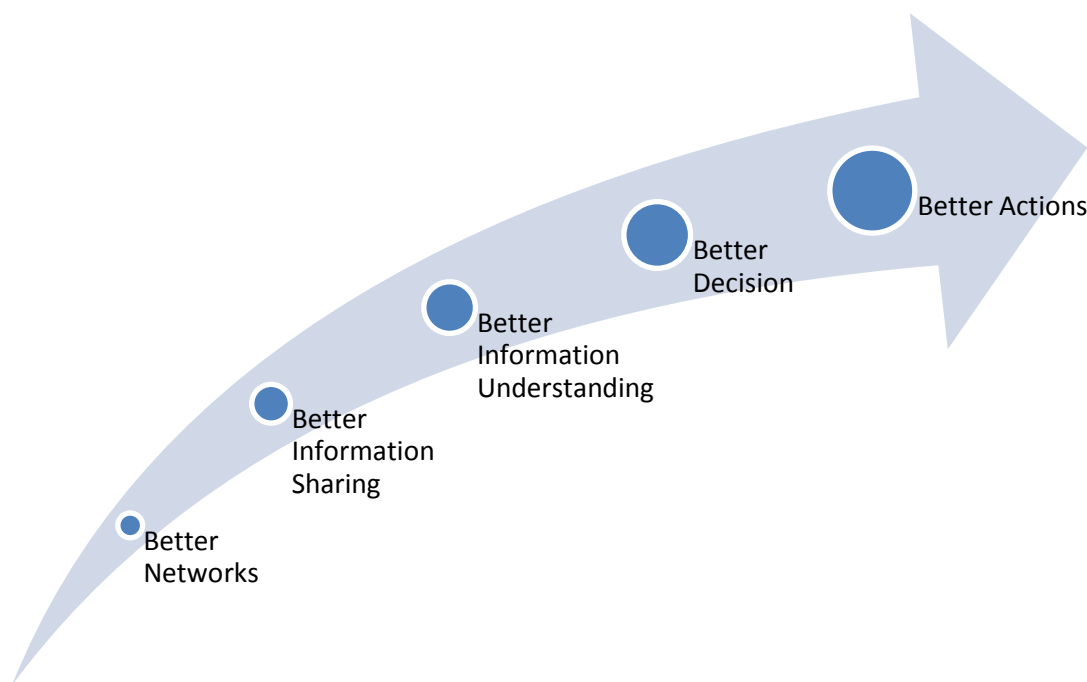 Better Actions
Better
Decision
Better
Information
Understanding
Better
Information
Sharing
Better
Networks